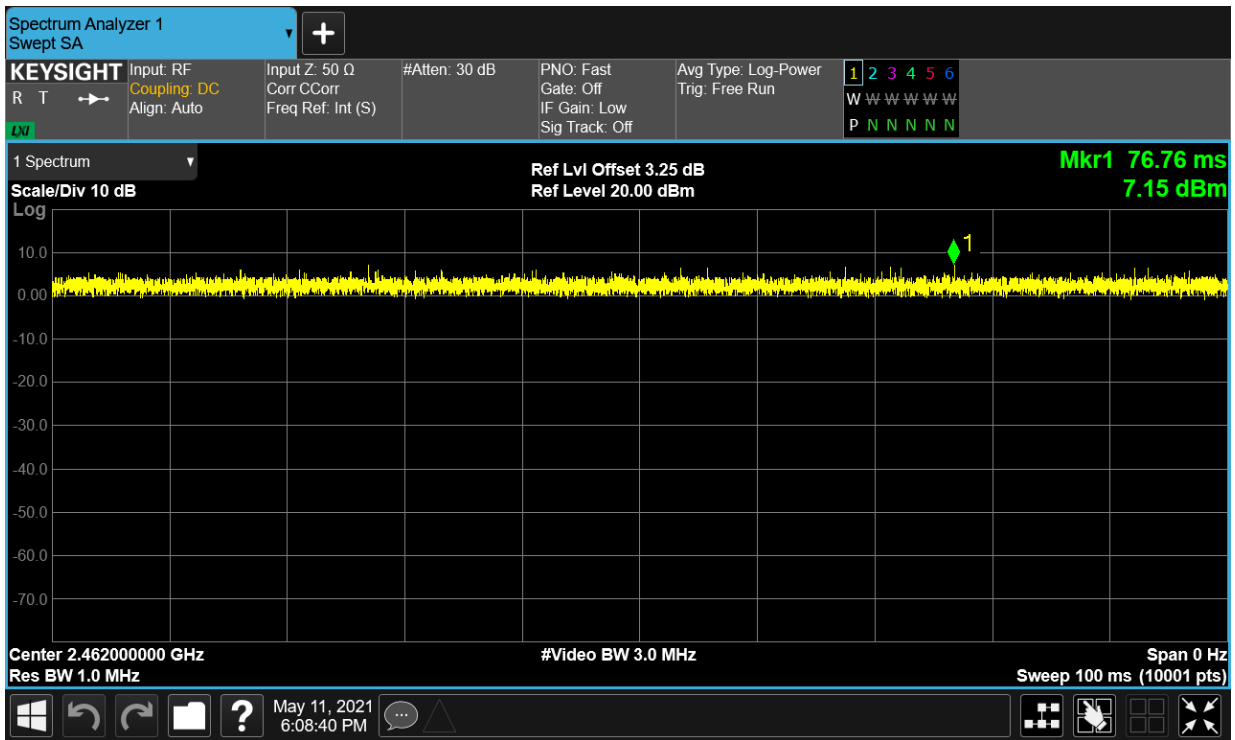 Spectrum Analyzer 1
Swept SA
KEYSIGHT
R T
LXI
Input: RF
Coupling: DC
Align: Auto
Input Z: 50 Ω
Corr CCorr
Freq Ref: Int (S)
#Atten: 30 dB
PNO: Fast
Gate: Off
IF Gain: Low
Sig Track: Off
Avg Type: Log-Power
Trig: Free Run
1 2 3 4 5 6
W W W W W W
P N N N N N
1 Spectrum
Scale/Div 10 dB
Log
Ref Lvl Offset 3.25 dB
Ref Level 20.00 dBm
Mkr1 76.76 ms
7.15 dBm
1
10.0
0.00
-10.0
-20.0
-30.0
-40.0
-50.0
-60.0
-70.0
Center 2.462000000 GHz
Res BW 1.0 MHz
#Video BW 3.0 MHz
Span 0 Hz
Sweep 100 ms (10001 pts)
?
May 11, 2021
6:08:40 PM